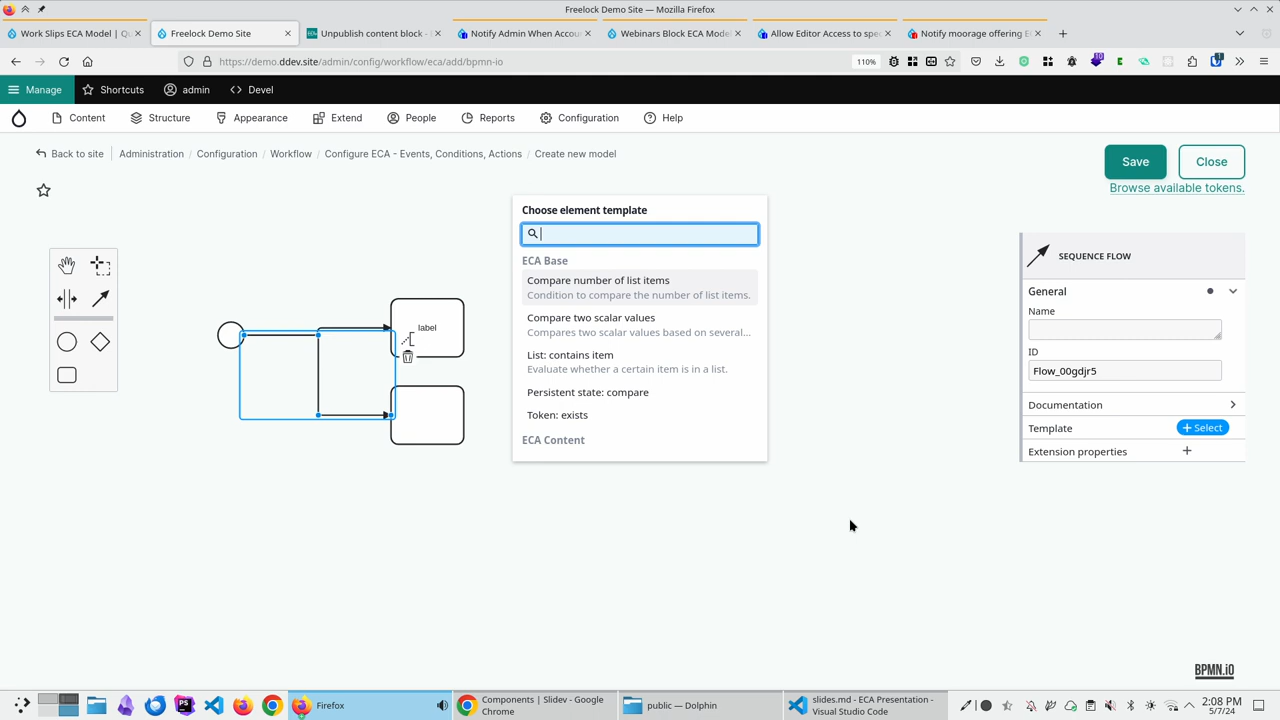 Freelock Demo Site — Mozilla Firefox
Work Slips ECA Model | Qu
Freelock Demo Site
Unpublish content block -
Notify Admin When Accou
Webinars Block ECA Model
Allow Editor Access to spe
Notify moorage offering E
https://demo.ddev.site/admin/config/workflow/eca/add/bpmn-io
110%
10
1
Manage
Shortcuts
admin
Devel
Content
Structure
Appearance
Extend
People
Reports
Configuration
Help
Back to site
Administration / Configuration / Workflow / Configure ECA - Events, Conditions, Actions / Create new model
Save
Close
Browse available tokens.
label
Choose element template
ECA Base
Compare number of list items
Condition to compare the number of list items.
Compare two scalar values
Compares two scalar values based on several...
List: contains item
Evaluate whether a certain item is in a list.
Persistent state: compare
Token: exists
ECA Content
SEQUENCE FLOW
General
Name
ID
Flow_00gdjr5
Documentation
Template
+ Select
Extension properties
BPMN.iO
Firefox
Components | Slidev - Google
Chrome
public — Dolphin
slides.md - ECA Presentation -
Visual Studio Code
2:08 PM
5/7/24